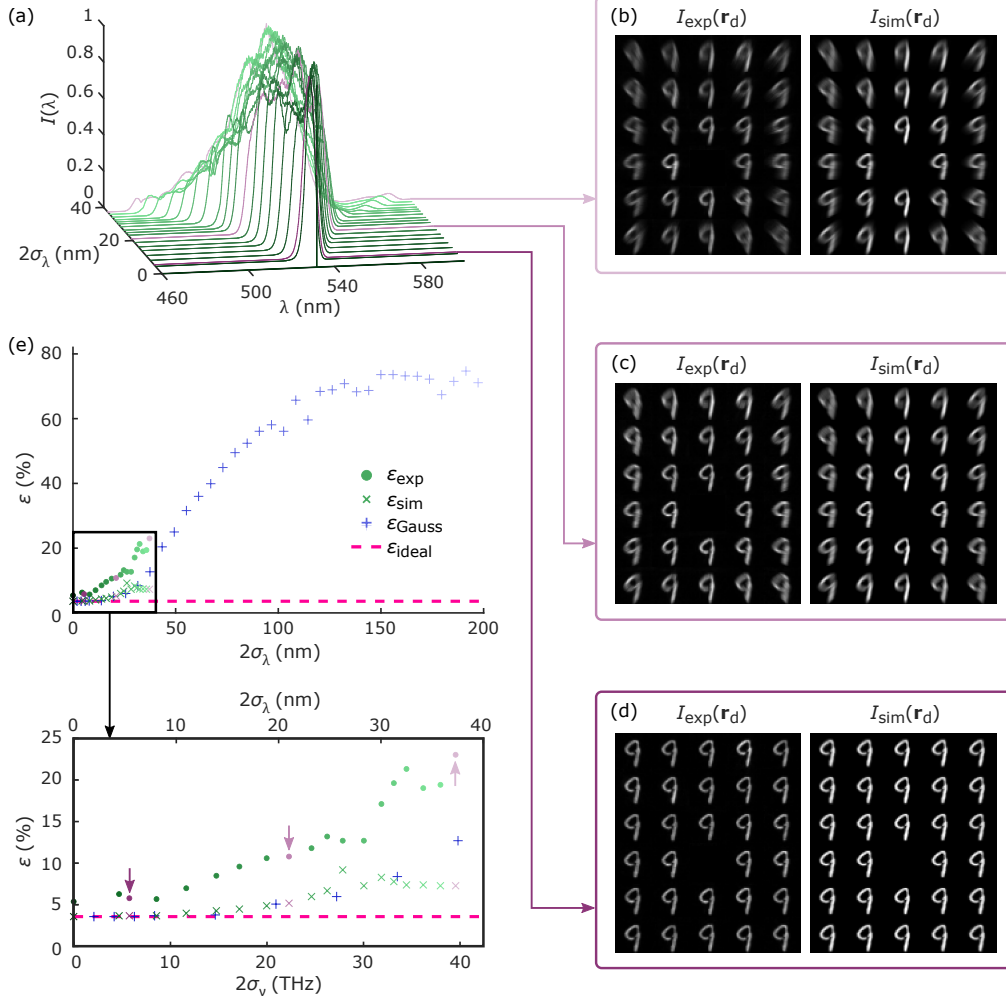 (a)
1
0.8
0.6
0.4
0.2
0
I(λ)
40
20
0
2σλ (nm)
460
500
540
580
λ (nm)
(b)
Iexp(rd)
Isim(rd)
(c)
Iexp(rd)
Isim(rd)
(d)
Iexp(rd)
Isim(rd)
(e)
80
60
40
20
0
ε (%)
εexp
εsim
εGauss
εideal
0
50
100
150
200
2σλ (nm)
2σλ (nm)
0
10
20
30
40
25
20
15
10
5
0
ε (%)
0
10
20
30
40
2σν (THz)